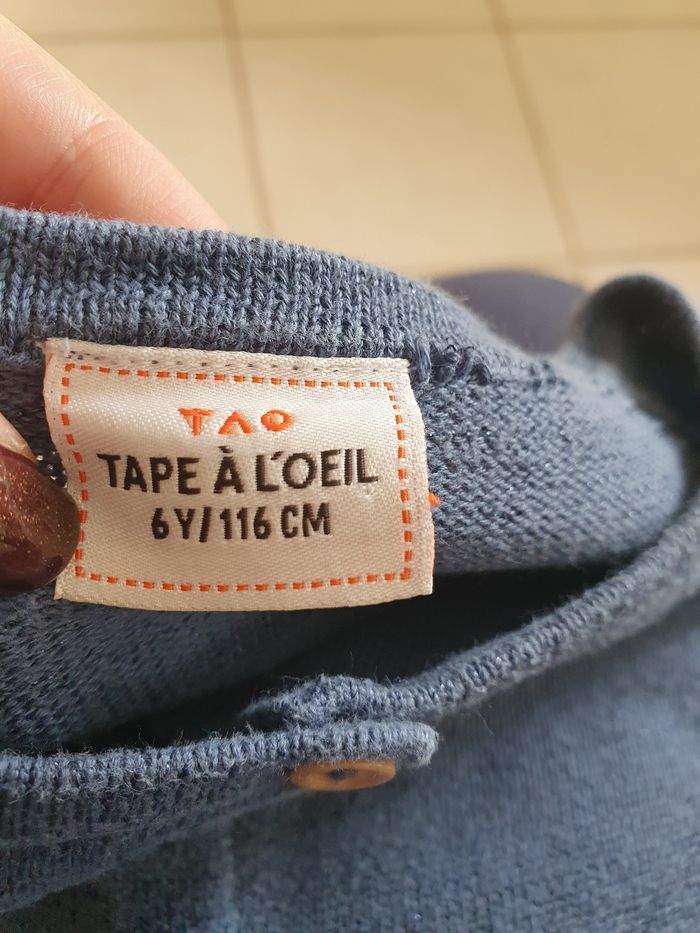 TAO
TAPE À L'OEIL
6Y/116 CM